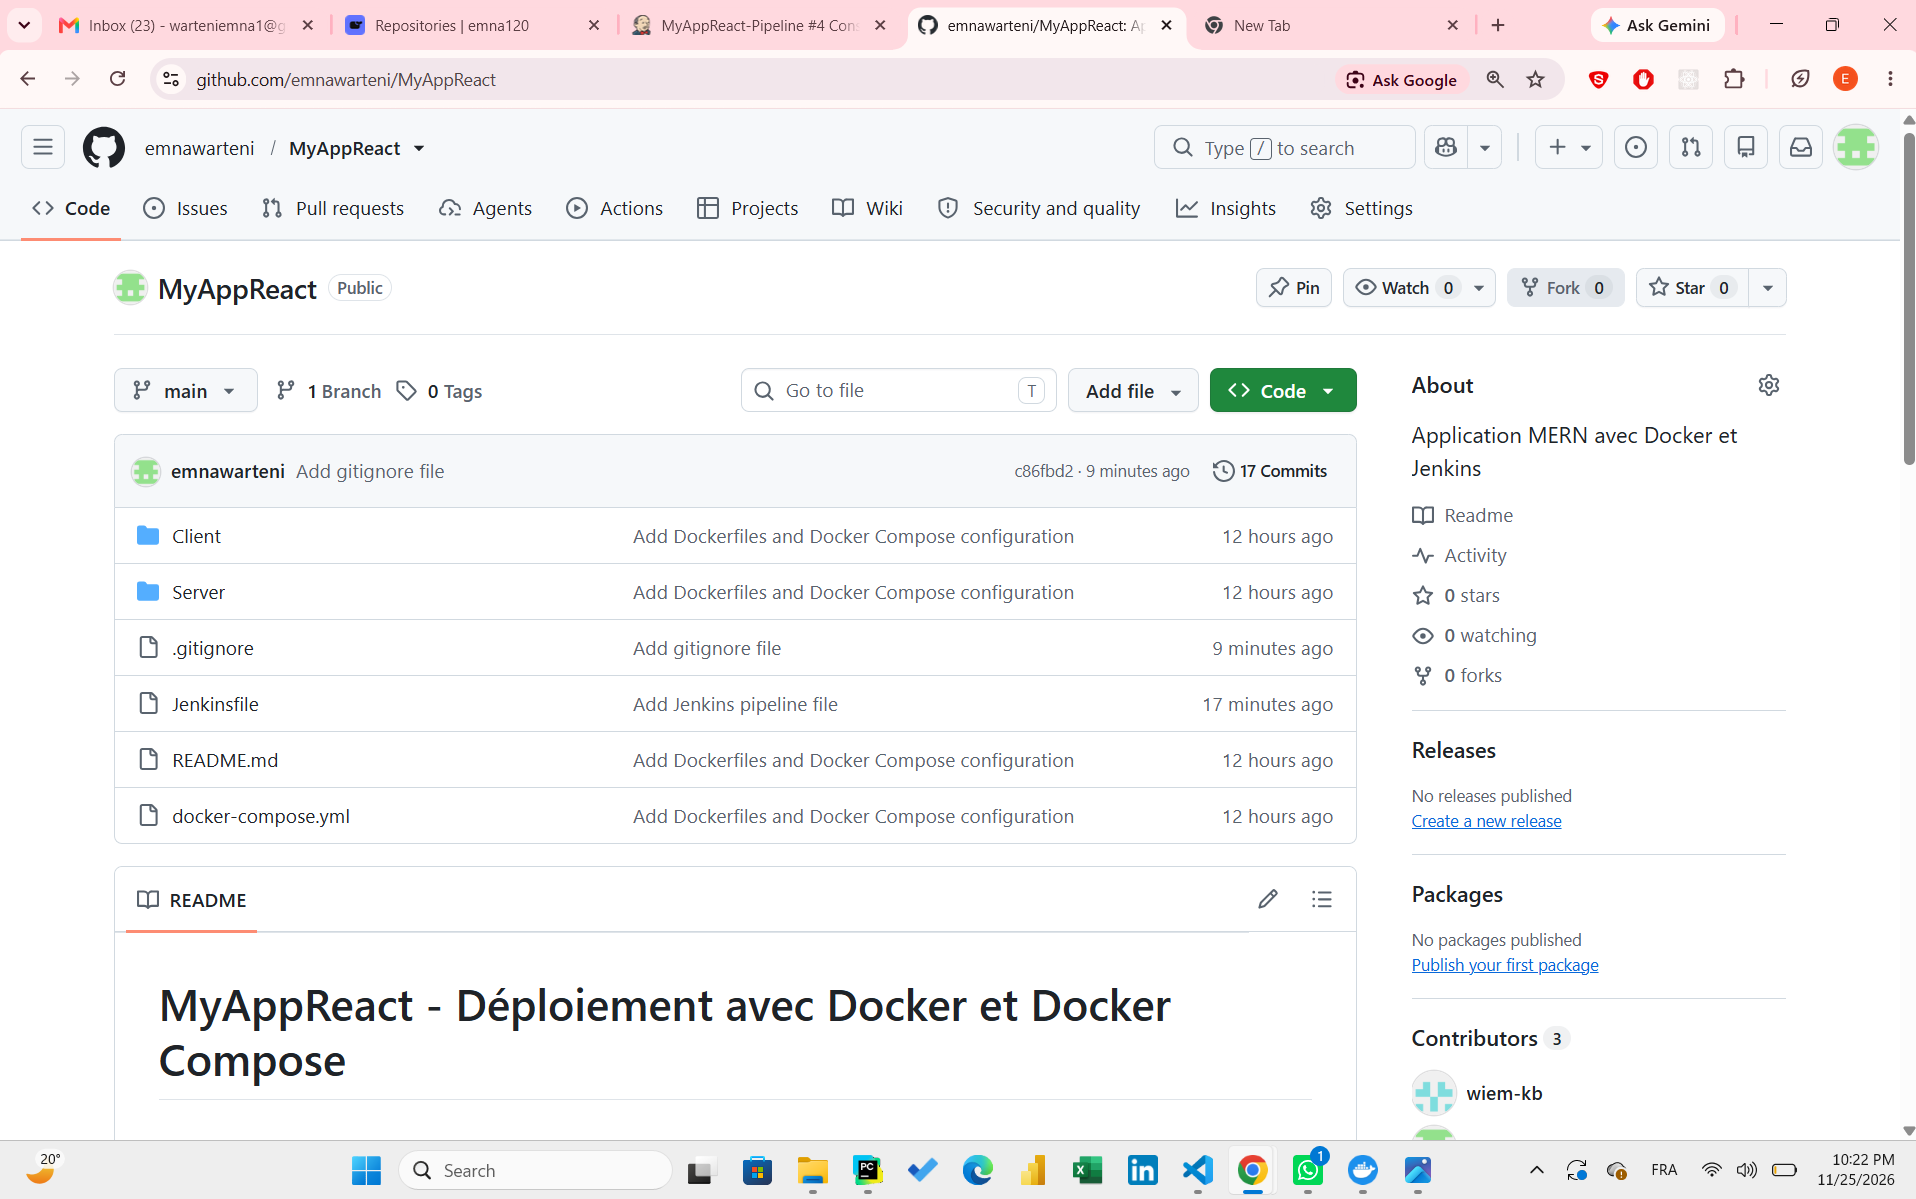 Inbox (23) - warteniemna1@g
Repositories | emna120
MyAppReact-Pipeline #4 Con
emnawarteni/MyAppReact: A
New Tab
Ask Gemini
github.com/emnawarteni/MyAppReact
Ask Google
E
emnawarteni / MyAppReact
Type / to search
Code
Issues
Pull requests
Agents
Actions
Projects
Wiki
Security and quality
Insights
Settings
MyAppReact
Public
Pin
Watch 0
Fork 0
Star 0
main
1 Branch
0 Tags
Go to file
T
Add file
Code
emnawarteni Add gitignore file
c86fbd2 · 9 minutes ago
17 Commits
Client
Add Dockerfiles and Docker Compose configuration
12 hours ago
Server
Add Dockerfiles and Docker Compose configuration
12 hours ago
.gitignore
Add gitignore file
9 minutes ago
Jenkinsfile
Add Jenkins pipeline file
17 minutes ago
README.md
Add Dockerfiles and Docker Compose configuration
12 hours ago
docker-compose.yml
Add Dockerfiles and Docker Compose configuration
12 hours ago
README
MyAppReact - Déploiement avec Docker et Docker
Compose
About
Application MERN avec Docker et
Jenkins
Readme
Activity
0 stars
0 watching
0 forks
Releases
No releases published
Create a new release
Packages
No packages published
Publish your first package
Contributors 3
wiem-kb
20°
Search
PC
1
FRA
10:22 PM
11/25/2026